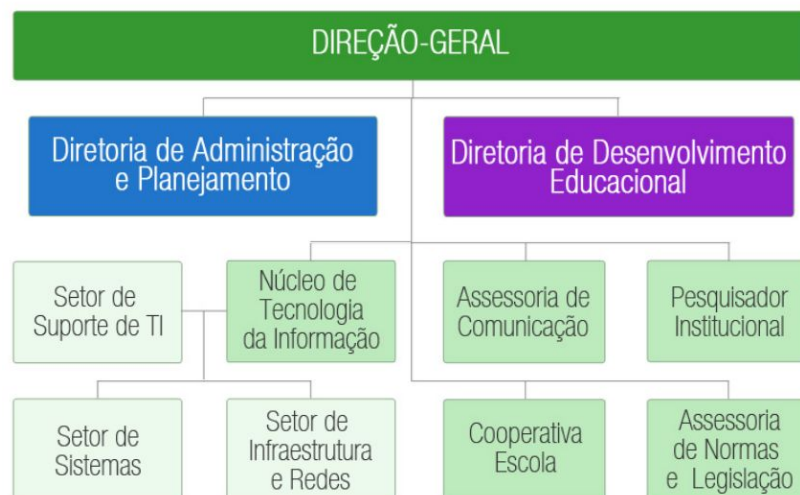 DIREÇÃO-GERAL
Diretoria de Administração
e Planejamento
Diretoria de Desenvolvimento
Educacional
Setor de
Suporte de TI
Núcleo de
Tecnologia
da Informação
Assessoria de
Comunicação
Pesquisador
Institucional
Setor de
Sistemas
Setor de
Infraestrutura
e Redes
Cooperativa
Escola
Assessoria
de Normas
e Legislação